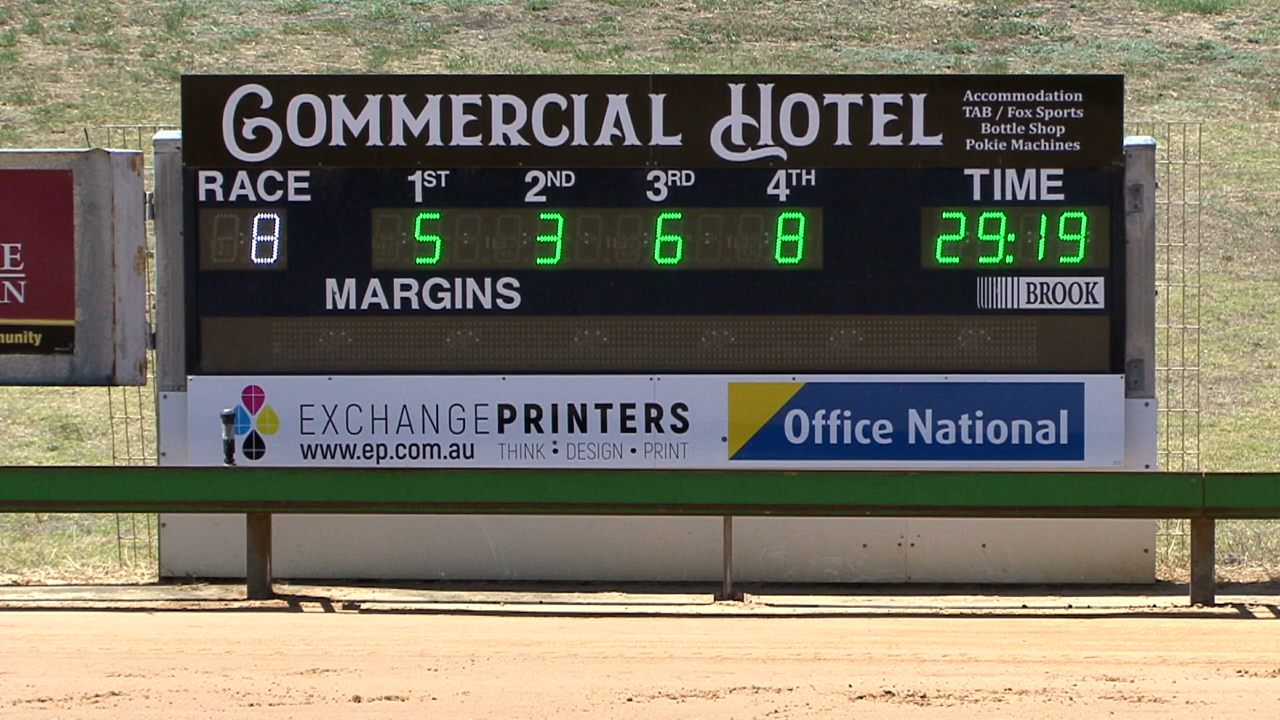 COMMERCIAL HOTEL
Accommodation
TAB / Fox Sports
Bottle Shop
Pokie Machines
RACE 1ST 2ND 3RD 4TH TIME
8 5 3 6 8 29:19
MARGINS
BROOK
E
N
EXCHANGEPRINTERS
www.ep.com.au THINK : DESIGN • PRINT
Office National